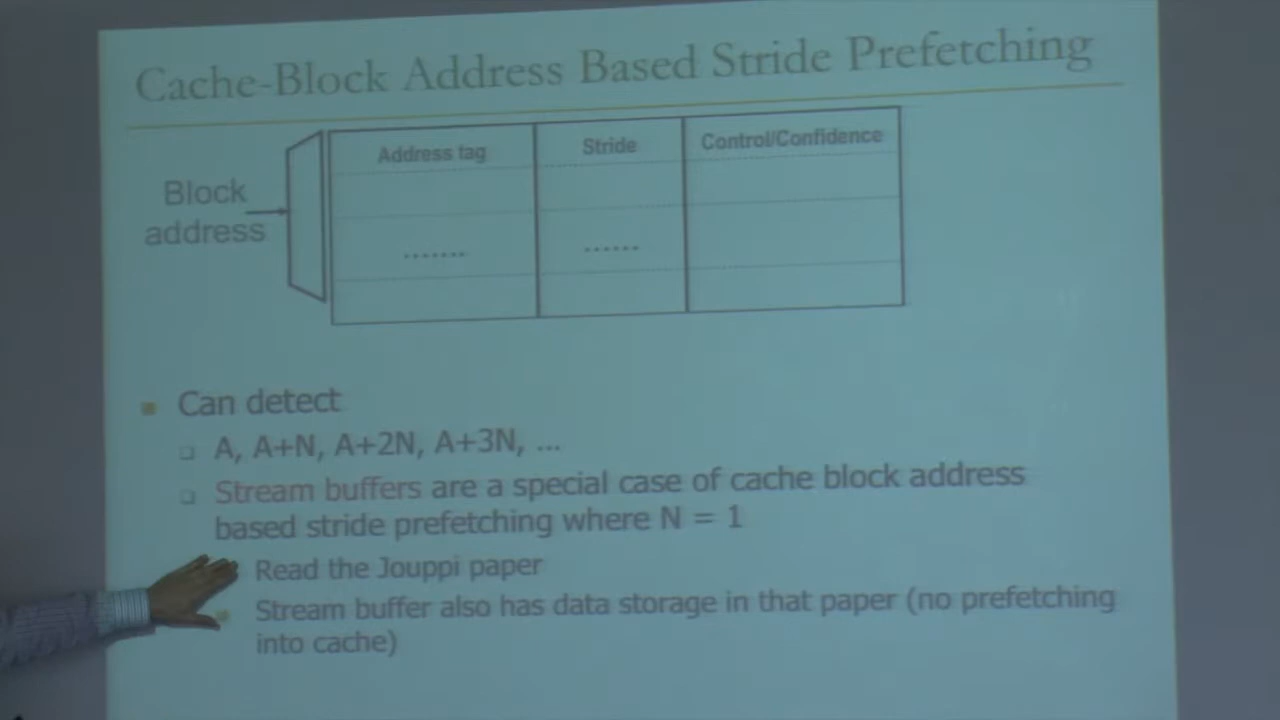 Cache-Block Address Based Stride Prefetching
Address tag Stride Control/Confidence
Block
address
....... ......
Can detect
A, A+N, A+2N, A+3N, ...
Stream buffers are a special case of cache block address
based stride prefetching where N = 1
Read the Jouppi paper
Stream buffer also has data storage in that paper (no prefetching
into cache)